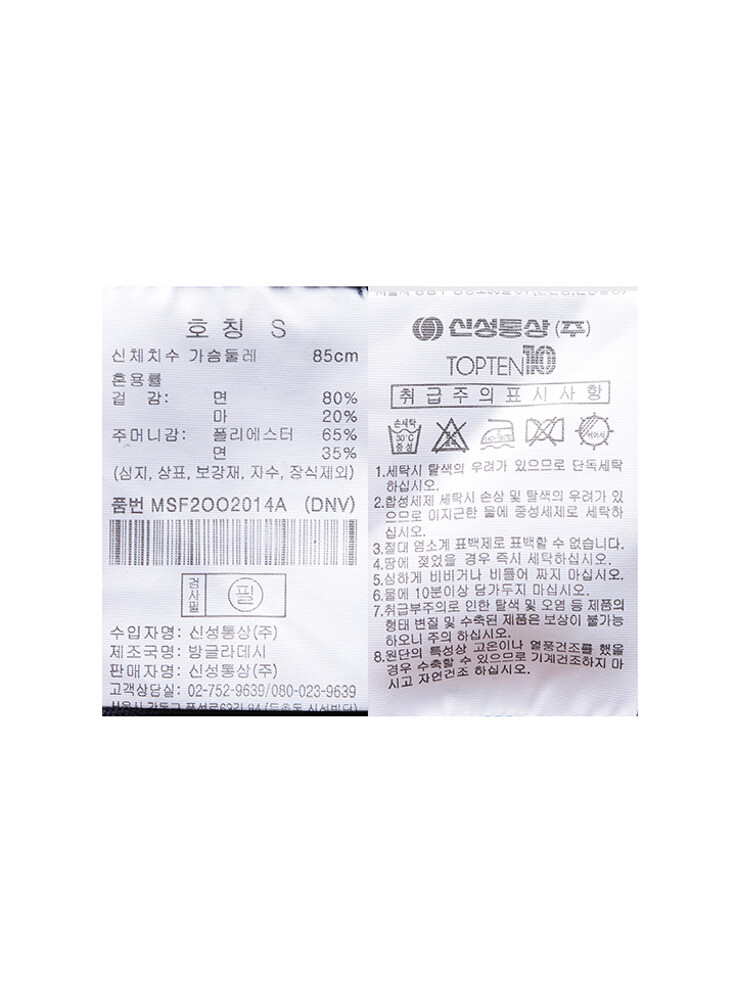 호칭 S
신체치수 가슴둘레 85cm
혼용률
겉 감: 면 80%
마 20%
주머니감: 폴리에스터 65%
면 35%
(심지, 상표, 보강재, 자수, 장식제외)
품번 MSF2OO2014A (DNV)
검사필 필
수입자명: 신성통상(주)
제조국명: 방글라데시
판매자명: 신성통상(주)
고객상담실: 02-752-9639/080-023-9639
신성통상(주)
TOPTEN10
취급주의표시사항
손세탁
30°C
중성
1.세탁시 탈색의 우려가 있으므로 단독세탁
하십시오.
2.합성세제 세탁시 손상 및 탈색의 우려가 있
으므로 미지근한 물에 중성세제로 세탁하
십시오.
3.절대 염소계 표백제로 표백할 수 없습니다.
4.땀에 젖었을 경우 즉시 세탁하십시오.
5.심하게 비비거나 비틀어 짜지 마십시오.
6.물에 10분이상 담가두지 마십시오.
7.취급부주의로 인한 탈색 및 오염 등 제품의
형태 변질 및 수축된 제품은 보상이 불가능
하오니 주의 하십시오.
8.원단의 특성상 고온이나 열풍건조를 했을
경우 수축할 수 있으므로 기계건조하지 마
시고 자연건조 하십시오.